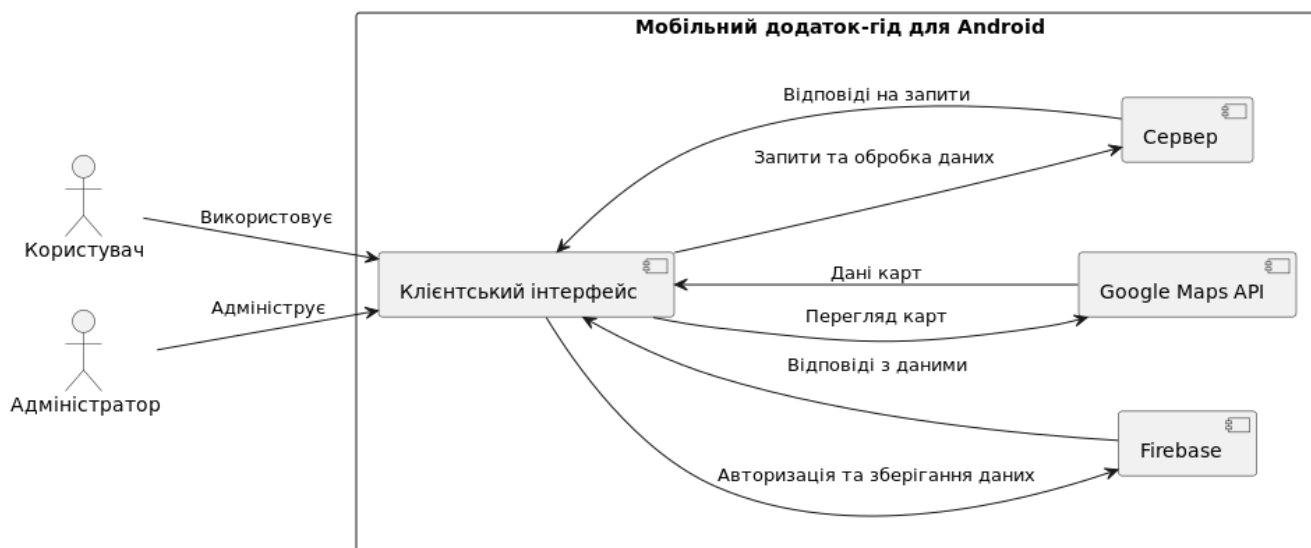 Мобільний додаток-гід для Android
Відповіді на запити
Сервер
Запити та обробка даних
Використовує
Користувач
Клієнтський інтерфейс
Дані карт
Google Maps API
Адмініструє
Перегляд карт
Відповіді з даними
Адміністратор
Firebase
Авторизація та зберігання даних